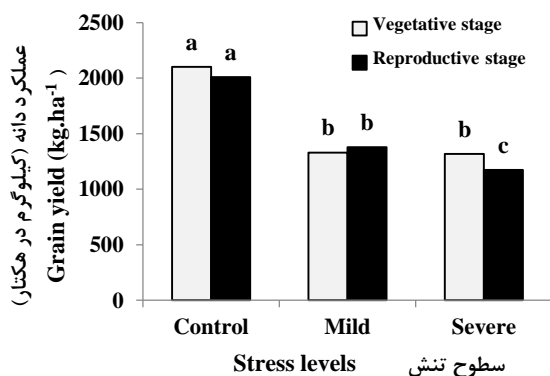 عملکرد دانه (کیلوگرم در هکتار)
Grain yield (kg.ha⁻¹ )
2500
2000
1500
1000
500
0
Vegetative stage
Reproductive stage
a a
b b
b c
Control Mild Severe
Stress levels سطوح تنش